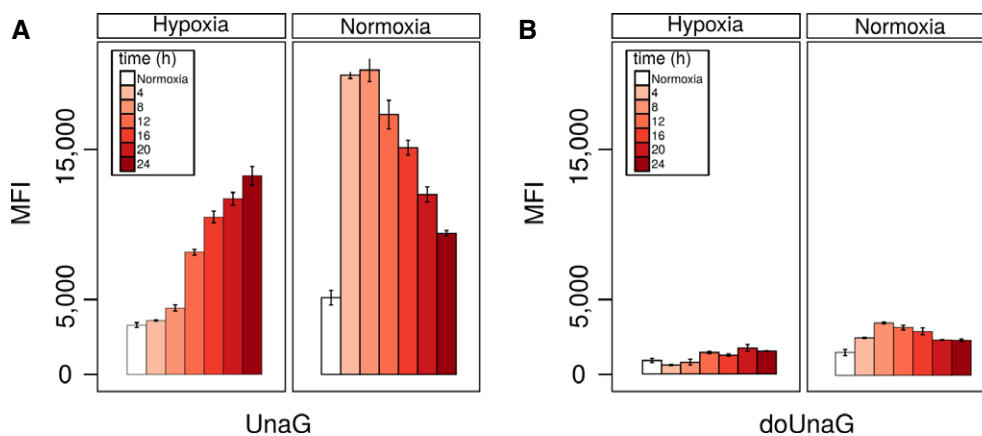 A
Hypoxia
Normoxia
time (h)
Normoxia
4
8
12
16
20
24
MFI
15,000
5,000
0
UnaG
B
Hypoxia
Normoxia
time (h)
Normoxia
4
8
12
16
20
24
MFI
15,000
5,000
0
doUnaG